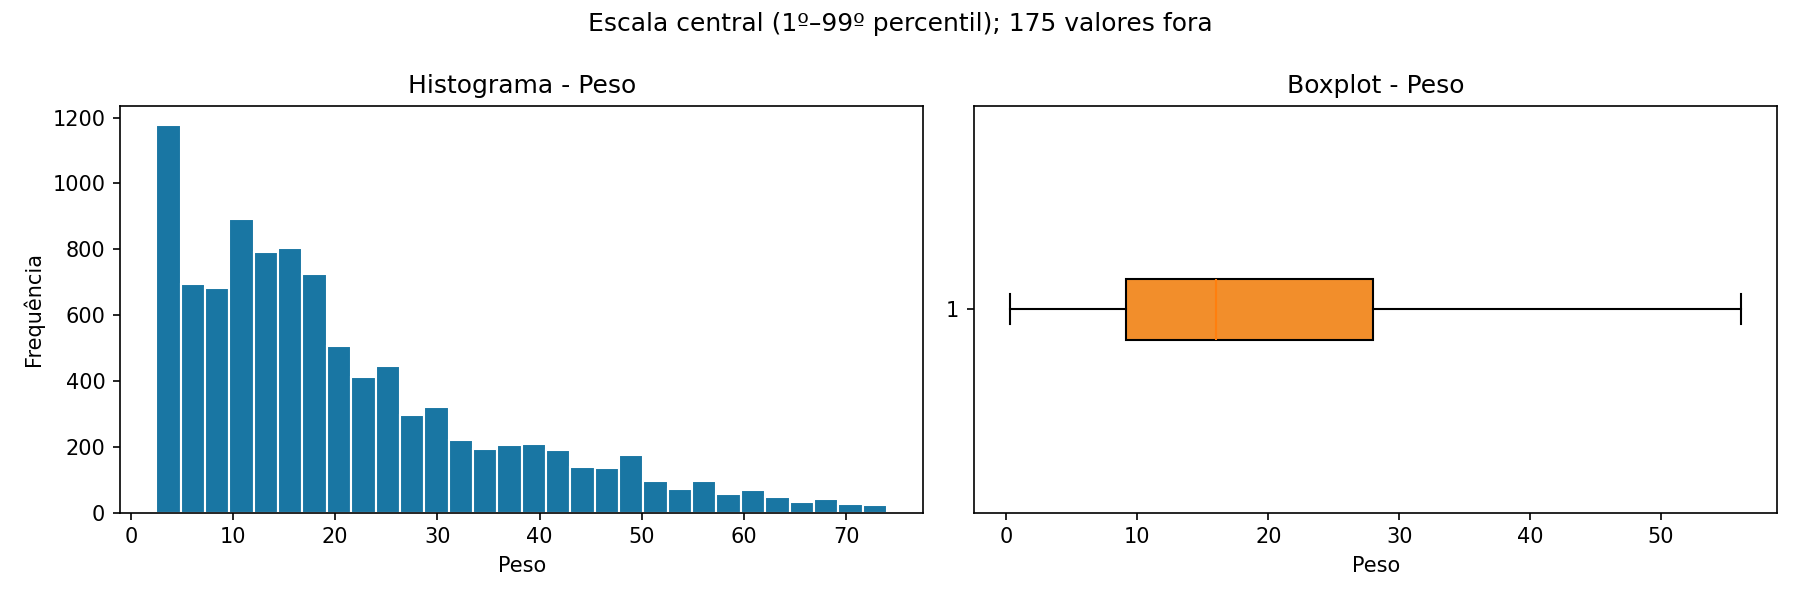 Escala central (1º–99º percentil); 175 valores fora
Histograma - Peso
Frequência
1200
1000
800
600
400
200
0
0 10 20 30 40 50 60 70
Peso
Boxplot - Peso
1
0 10 20 30 40 50
Peso